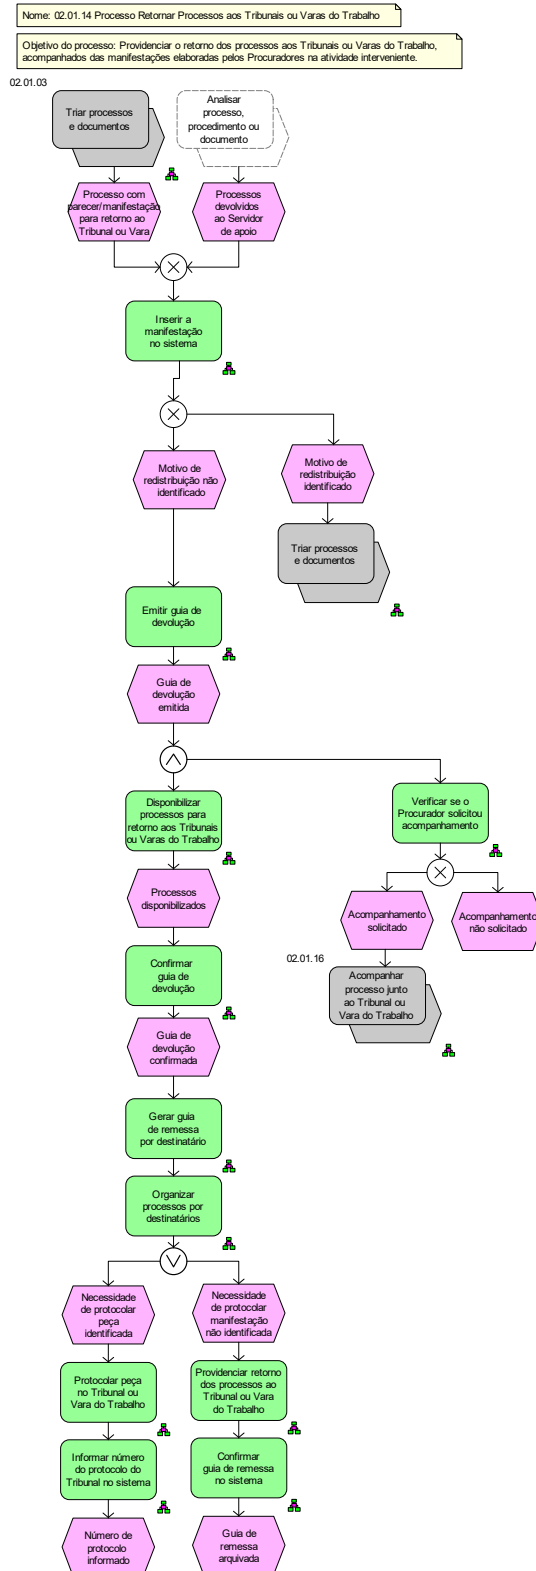 Nome: 02.01.14 Processo Retornar Processos aos Tribunais ou Varas do Trabalho
Objetivo do processo: Providenciar o retorno dos processos aos Tribunais ou Varas do Trabalho,
acompanhados das manifestações elaboradas pelos Procuradores na atividade interveniente.
02.01.03
Triar processos
e documentos
Analisar
processo,
procedimento ou
documento
Processo com
parecer/manifestação
para retorno ao
Tribunal ou Vara
Processos
devolvidos
ao Servidor
de apoio
Inserir a
manifestação
no sistema
Motivo de
redistribuição não
identificado
Motivo de
redistribuição
identificado
Triar processos
e documentos
Emitir guia de
devolução
Guia de
devolução
emitida
Disponibilizar
processos para
retorno aos Tribunais
ou Varas do Trabalho
Verificar se o
Procurador solicitou
acompanhamento
Processos
disponibilizados
Acompanhamento
solicitado
Acompanhamento
não solicitado
02.01.16
Acompanhar
processo junto
ao Tribunal ou
Vara do Trabalho
Confirmar
guia de
devolução
Guia de
devolução
confirmada
Gerar guia
de remessa
por destinatário
Organizar
processos por
destinatários
Necessidade
de protocolar
peça
identificada
Necessidade
de protocolar
manifestação
não identificada
Protocolar peça
no Tribunal ou
Vara do Trabalho
Providenciar retorno
dos processos ao
Tribunal ou Vara
do Trabalho
Informar número
do protocolo do
Tribunal no sistema
Confirmar
guia de remessa
no sistema
Número de
protocolo
informado
Guia de
remessa
arquivada